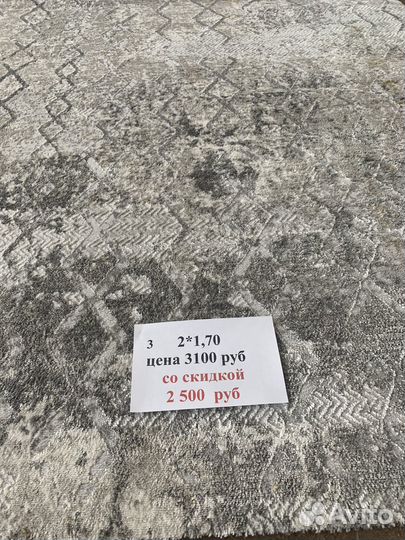 3 2*1,70
цена 3100 руб
со скидкой
2 500 руб
Avito